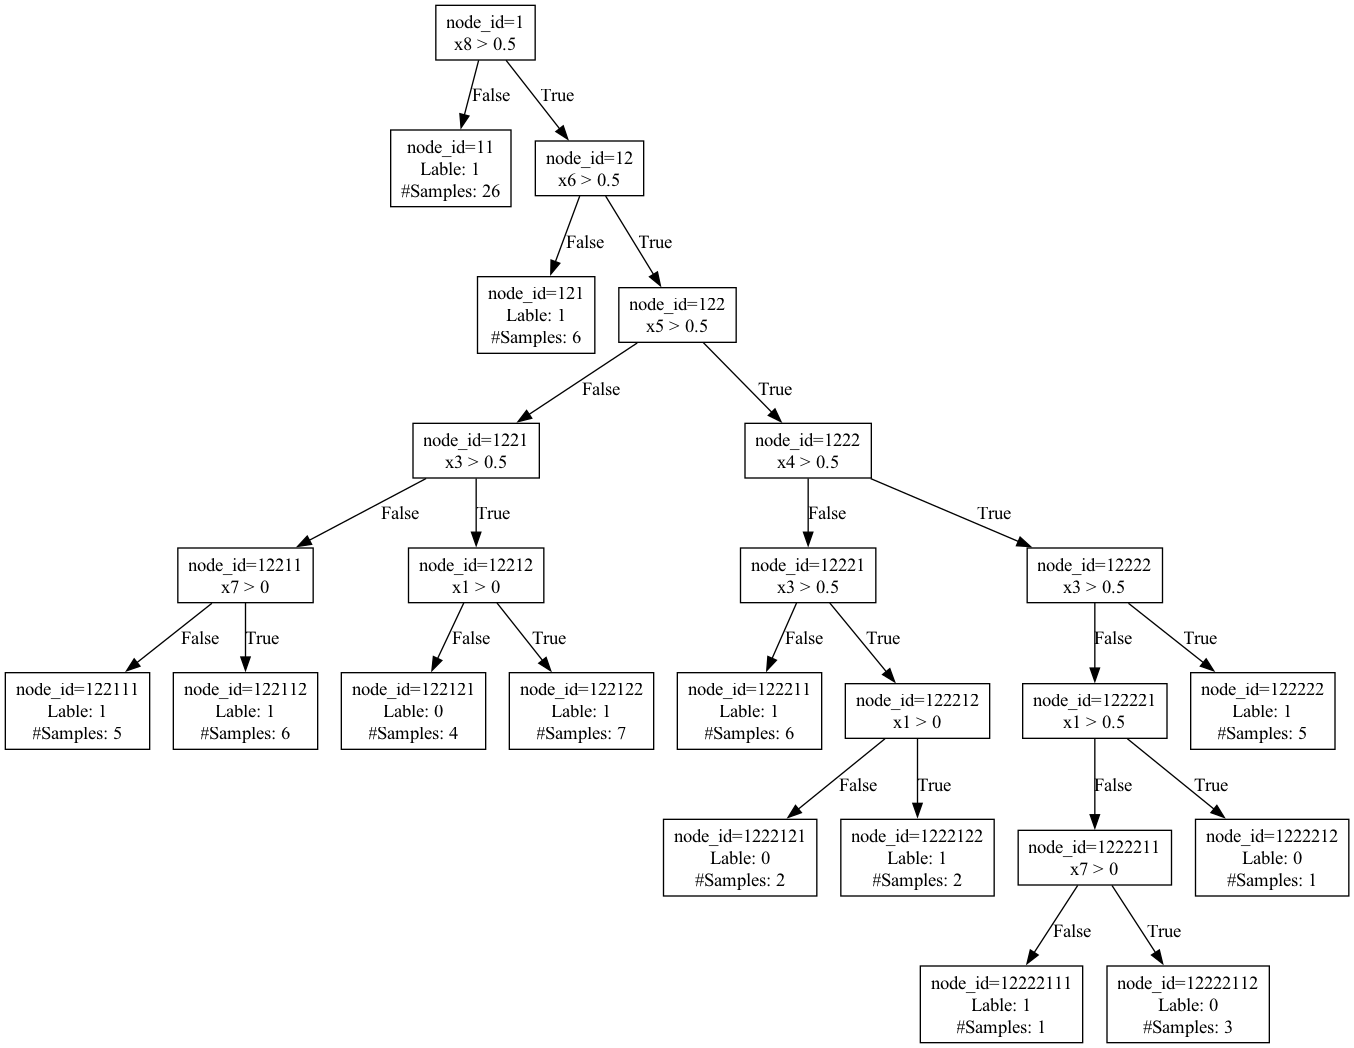 node_id=1
x8 > 0.5
False
True
node_id=11
Lable: 1
#Samples: 26
node_id=12
x6 > 0.5
False
True
node_id=121
Lable: 1
#Samples: 6
node_id=122
x5 > 0.5
False
True
node_id=1221
x3 > 0.5
node_id=1222
x4 > 0.5
False
True
False
True
node_id=12211
x7 > 0
node_id=12212
x1 > 0
node_id=12221
x3 > 0.5
node_id=12222
x3 > 0.5
False
True
False
True
False
True
False
True
node_id=122111
Lable: 1
#Samples: 5
node_id=122112
Lable: 1
#Samples: 6
node_id=122121
Lable: 0
#Samples: 4
node_id=122122
Lable: 1
#Samples: 7
node_id=122211
Lable: 1
#Samples: 6
node_id=122212
x1 > 0
node_id=122221
x1 > 0.5
node_id=122222
Lable: 1
#Samples: 5
False
True
False
True
node_id=1222121
Lable: 0
#Samples: 2
node_id=1222122
Lable: 1
#Samples: 2
node_id=1222211
x7 > 0
node_id=1222212
Lable: 0
#Samples: 1
False
True
node_id=12222111
Lable: 1
#Samples: 1
node_id=12222112
Lable: 0
#Samples: 3